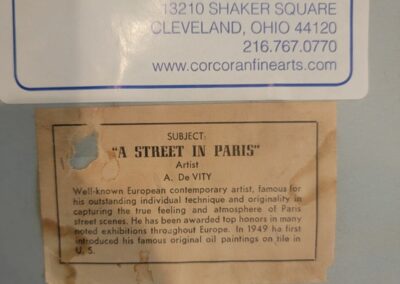 13210 SHAKER SQUARE
CLEVELAND, OHIO 44120
216.767.0770
www.corcoranfinearts.com
SUBJECT:
"A STREET IN PARIS"
Artist
A. De VITY
Well-known European contemporary artist, famous for
his outstanding individual technique and originality in
capturing the true feeling and atmosphere of Paris
street scenes. He has been awarded top honors in many
noted exhibitions throughout Europe. In 1949 ha first
introduced his famous original oil paintings on tile in
U. S.